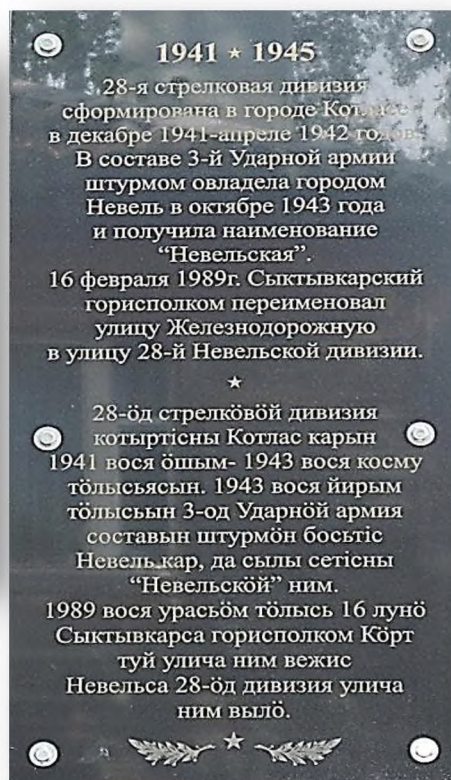 1941 ★ 1945
28-я стрелковая дивизия
сформирована в городе Котласе
в декабре 1941-апреле 1942 годов.
В составе 3-й Ударной армии
штурмом овладела городом
Невель в октябре 1943 года
и получила наименование
“Невельская”.
16 февраля 1989г. Сыктывкарский
горисполком переименовал
улицу Железнодорожную
в улицу 28-й Невельской дивизии.
★
28-ӧд стрелкӧвӧй дивизия
котыртісны Котлас карын
1941 вося ӧшым- 1943 вося косму
тӧлысьясын. 1943 вося йирым
тӧлысьын 3-од Ударнӧй армия
составын штурмӧн босьтіс
Невель кар, да сылы сетісны
“Невельскӧй” ним.
1989 вося урасьӧм тӧлысь 16 лунӧ
Сыктывкарса горисполком Кӧрт
туй улича ним вежис
Невельса 28-ӧд дивизия улича
ним вылӧ.